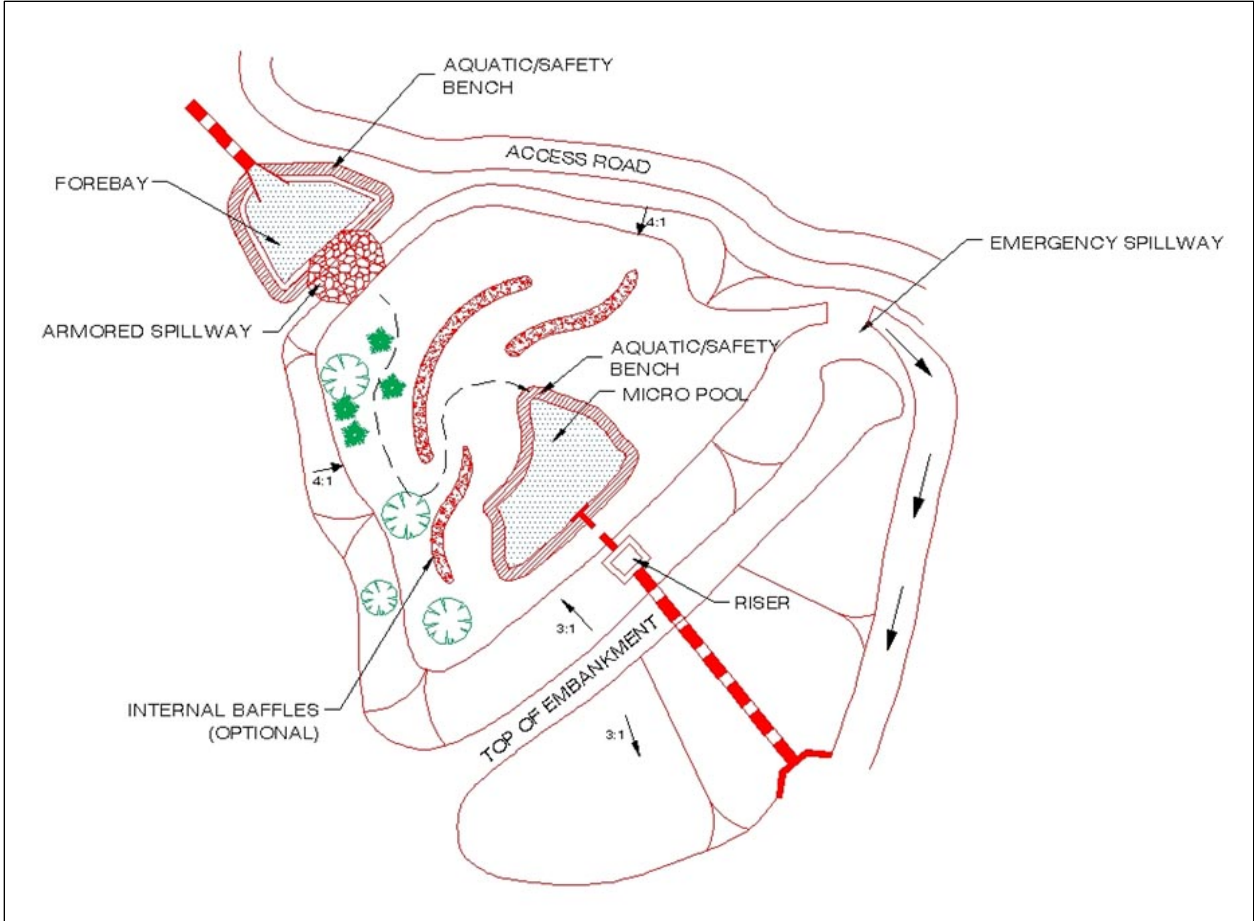 AQUATIC/SAFETY
BENCH
ACCESS ROAD
FOREBAY
4:1
EMERGENCY SPILLWAY
ARMORED SPILLWAY
AQUATIC/SAFETY
BENCH
MICRO POOL
4:1
RISER
3:1
INTERNAL BAFFLES
(OPTIONAL)
TOP OF EMBANKMENT
3:1